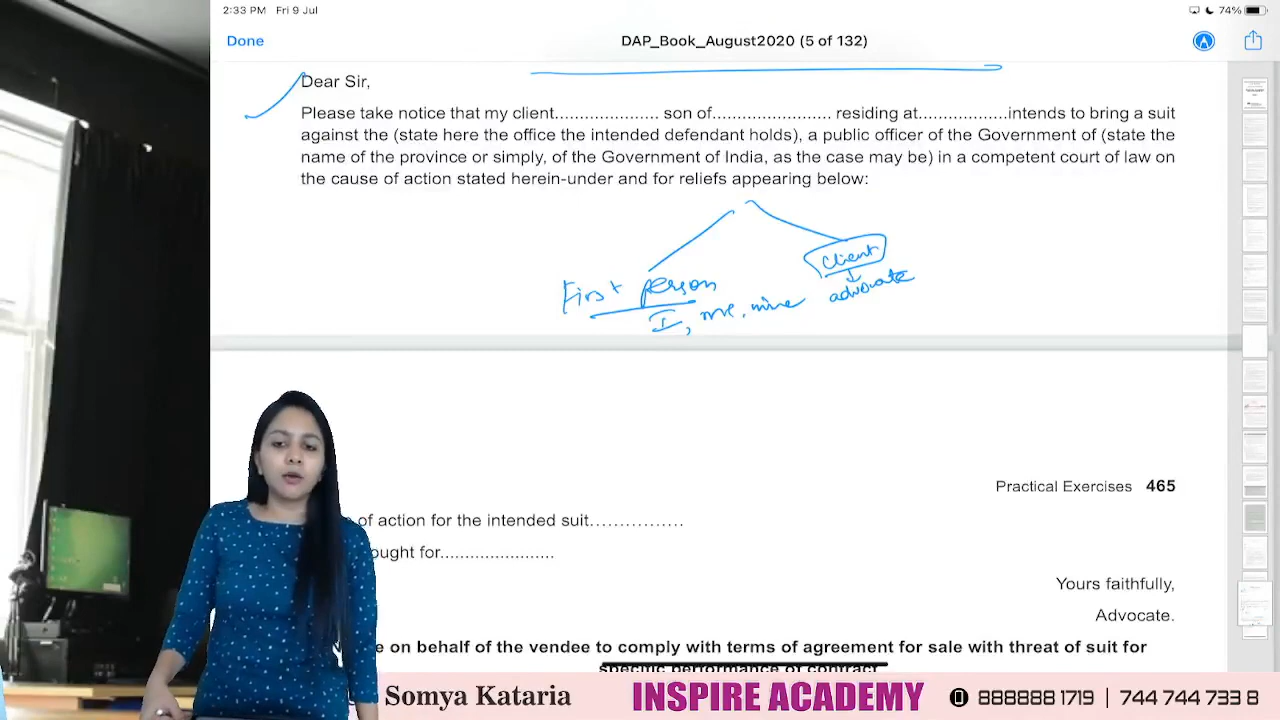 2:33 PM Fri 9 Jul
74%
Done
DAP_Book_August2020 (5 of 132)
Dear Sir,
Please take notice that my client.................... son of....................... residing at.................intends to bring a suit
against the (state here the office the intended defendant holds), a public officer of the Government of (state the
name of the province or simply, of the Government of India, as the case may be) in a competent court of law on
the cause of action stated herein-under and for reliefs appearing below:
First person
I, me, mine
client
advocate
Practical Exercises 465
of action for the intended suit................
ought for.......................
Yours faithfully,
Advocate.
e on behalf of the vendee to comply with terms of agreement for sale with threat of suit for
specific performance of contract
Somya Kataria INSPIRE ACADEMY 888888 1719 | 744 744 733 8